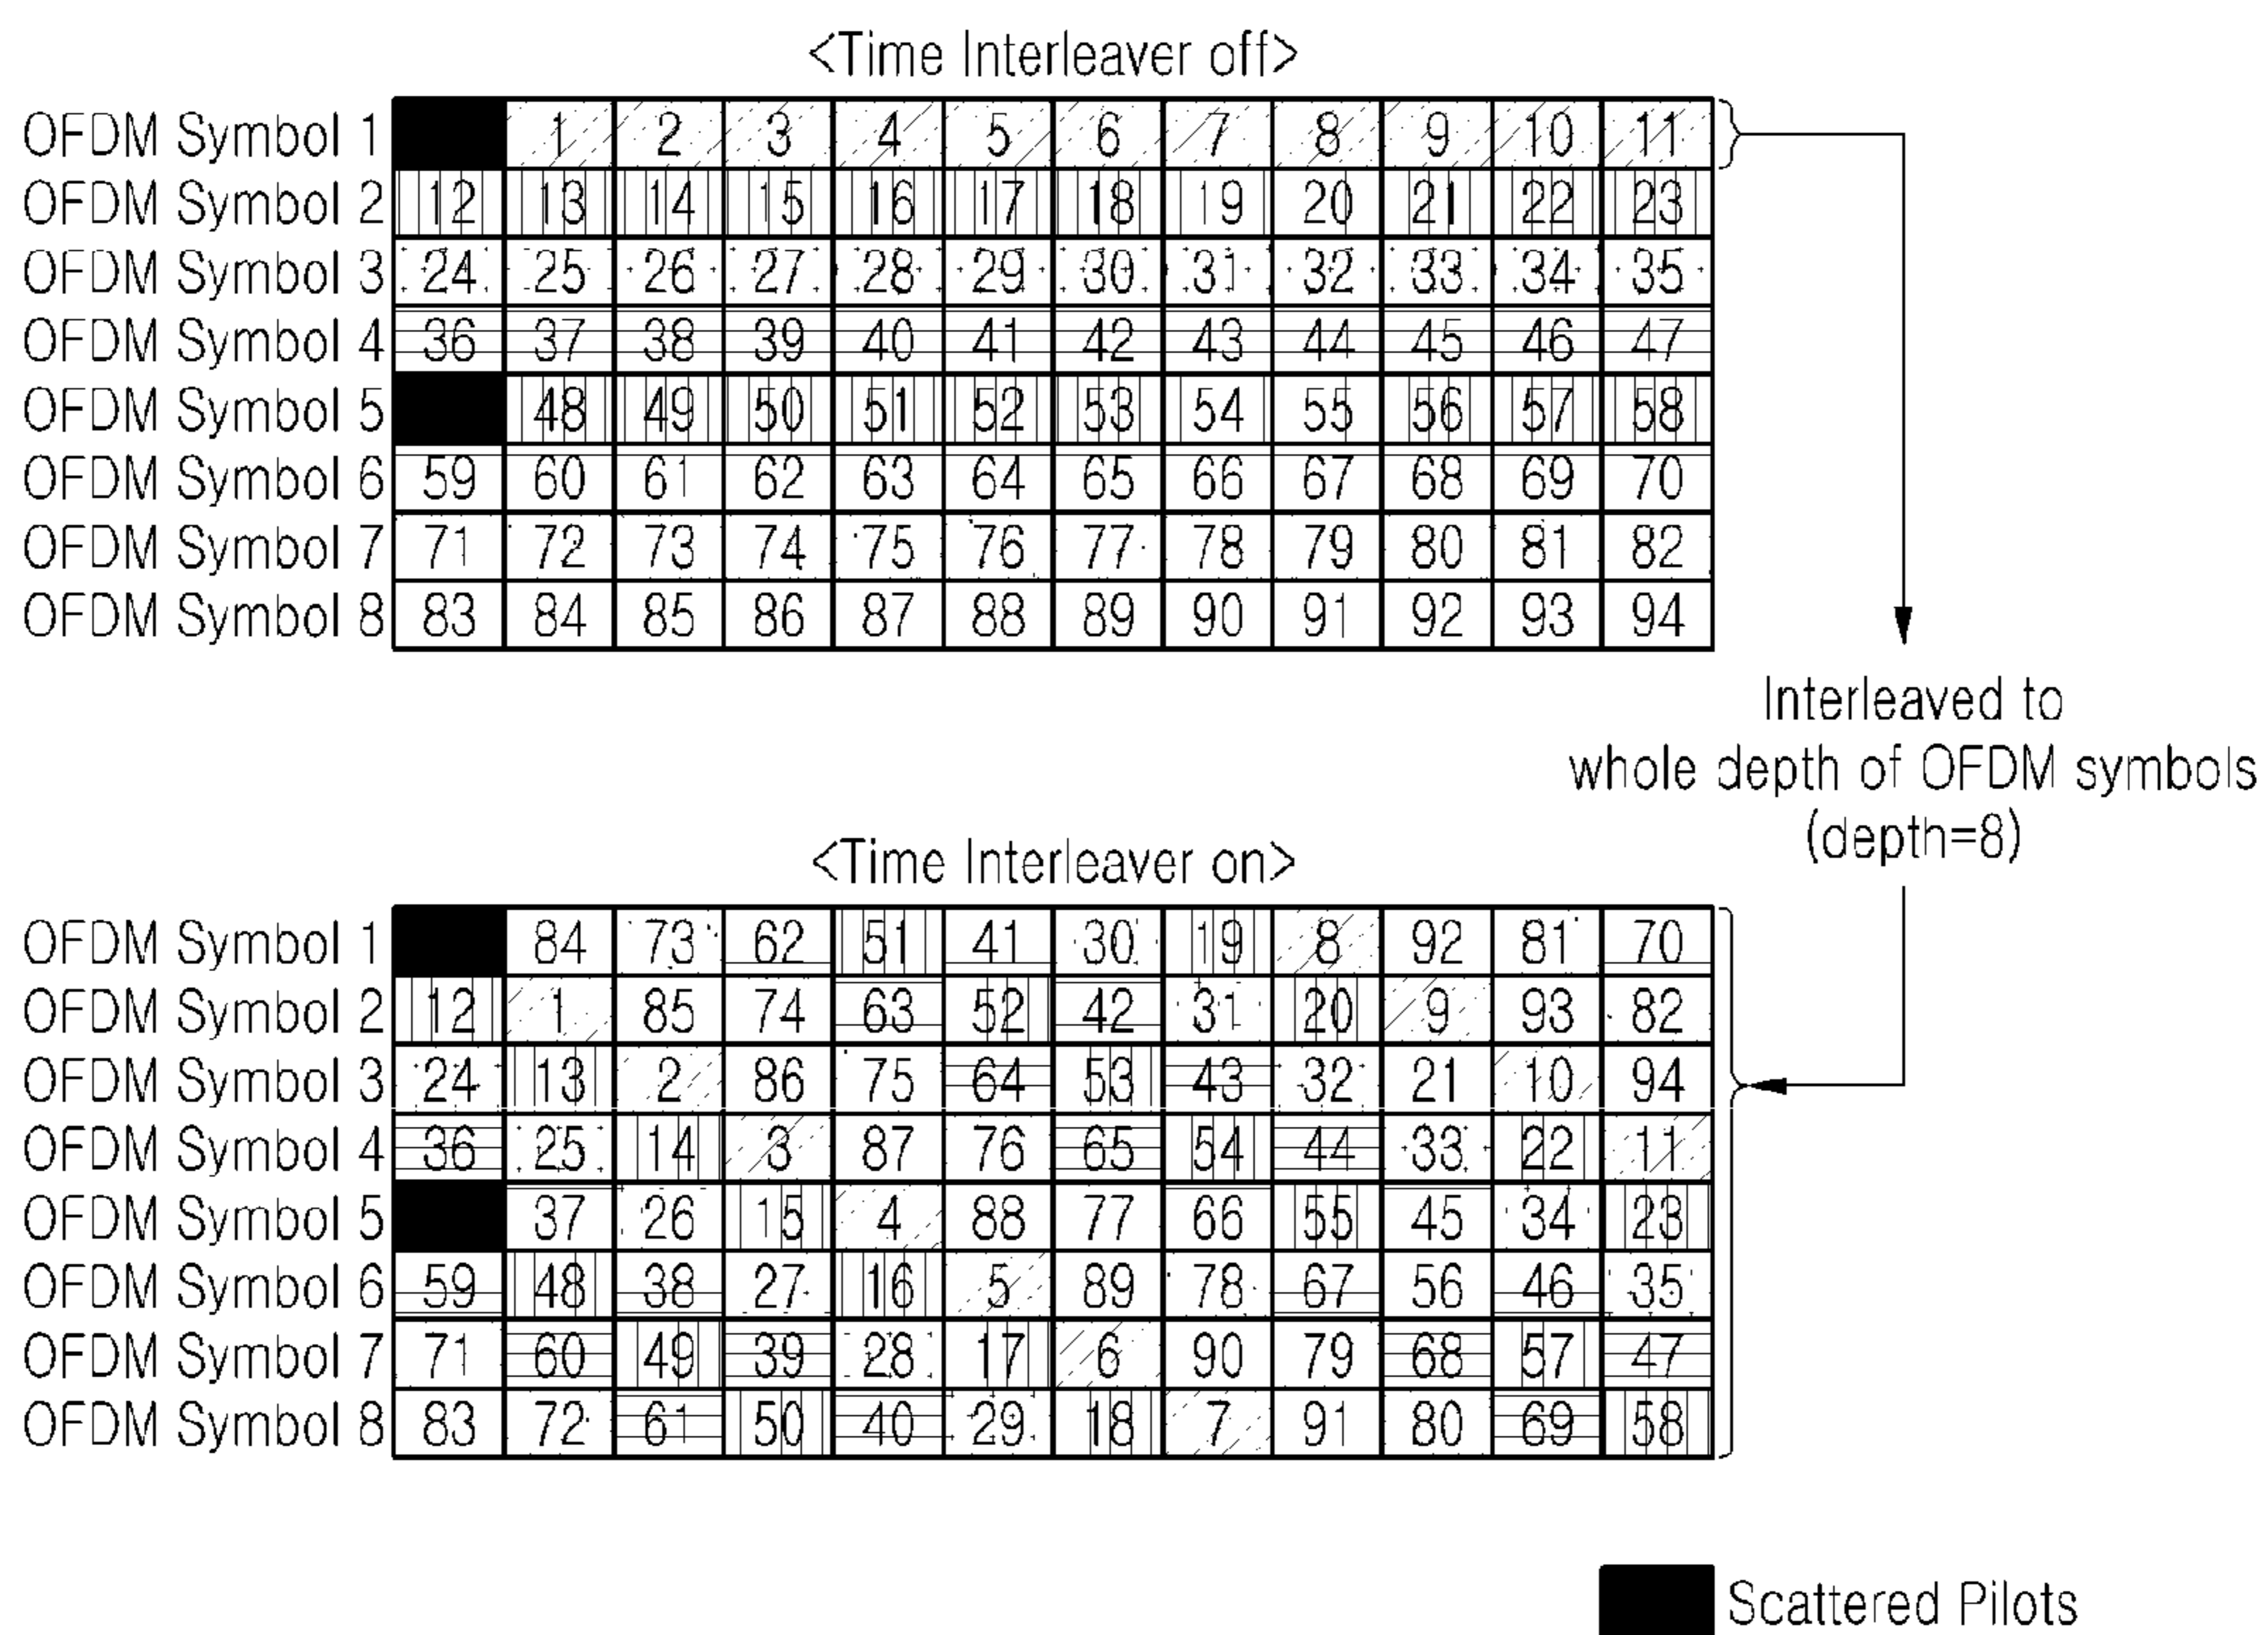 <Time Interleaver off>
OFDM Symbol 1 1 2 3 4 5 6 7 8 9 10 11
OFDM Symbol 2 12 13 14 15 16 17 18 19 20 21 22 23
OFDM Symbol 3 24 25 26 27 28 29 30 31 32 33 34 35
OFDM Symbol 4 36 37 38 39 40 41 42 43 44 45 46 47
OFDM Symbol 5 48 49 50 51 52 53 54 55 56 57 58
OFDM Symbol 6 59 60 61 62 63 64 65 66 67 68 69 70
OFDM Symbol 7 71 72 73 74 75 76 77 78 79 80 81 82
OFDM Symbol 8 83 84 85 86 87 88 89 90 91 92 93 94
Interleaved to
whole depth of OFDM symbols
(depth=8)
<Time Interleaver on>
OFDM Symbol 1 84 73 62 51 41 30 19 8 92 81 70
OFDM Symbol 2 12 1 85 74 63 52 42 31 20 9 93 82
OFDM Symbol 3 24 13 2 86 75 64 53 43 32 21 10 94
OFDM Symbol 4 36 25 14 3 87 76 65 54 44 33 22 11
OFDM Symbol 5 37 26 15 4 88 77 66 55 45 34 23
OFDM Symbol 6 59 48 38 27 16 5 89 78 67 56 46 35
OFDM Symbol 7 71 60 49 39 28 17 6 90 79 68 57 47
OFDM Symbol 8 83 72 61 50 40 29 18 7 91 80 69 58
Scattered Pilots